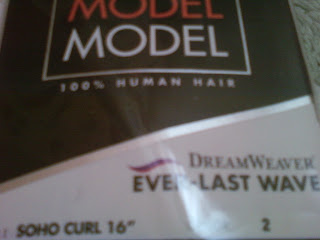 MODEL
MODEL
100% HUMAN HAIR
DREAMWEAVER
EVER-LAST WAVE
SOHO CURL 16"
2